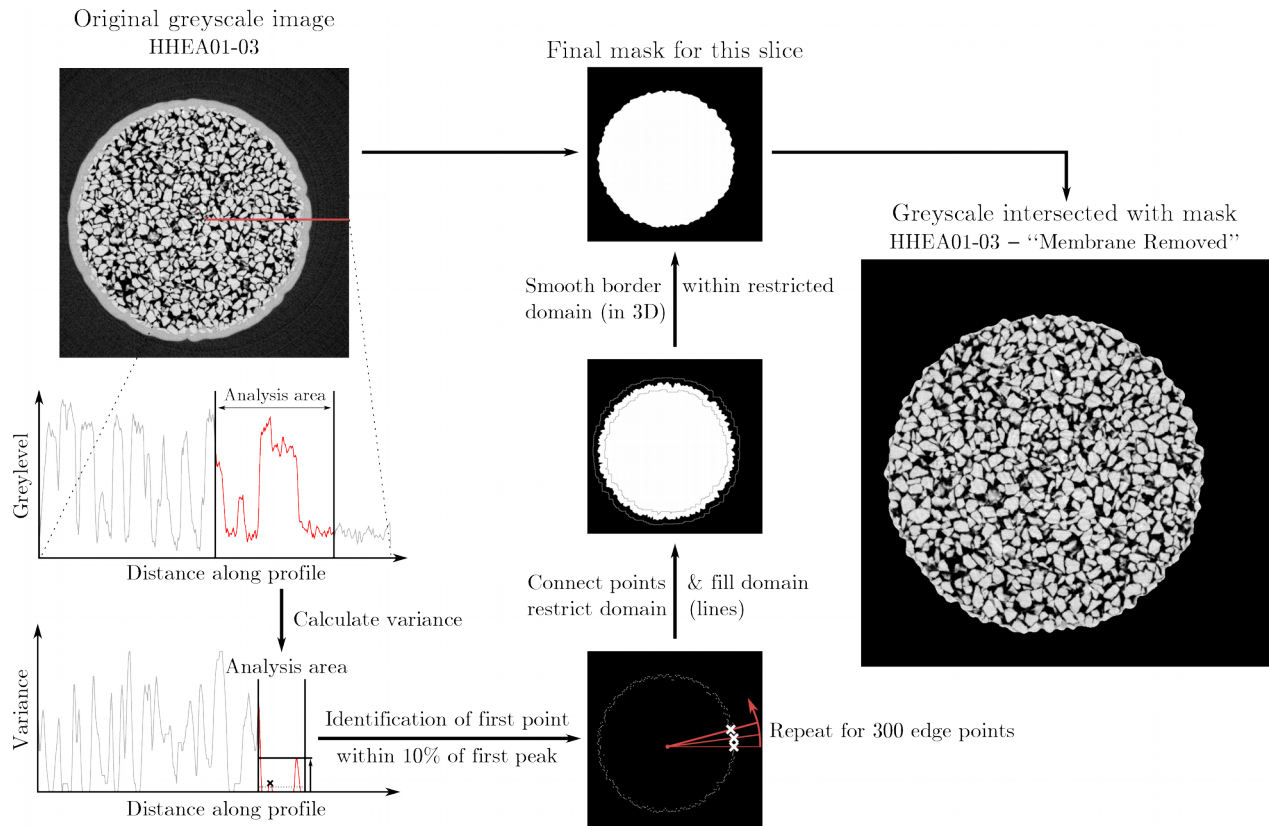 Original greyscale image
HHEA01-03
Final mask for this slice
Greyscale intersected with mask
HHEA01-03 – ‘‘Membrane Removed’’
Smooth border within restricted
domain (in 3D)
Analysis area
Greylevel
Distance along profile
Connect points & fill domain
restrict domain (lines)
Calculate variance
Analysis area
Variance
Distance along profile
Identification of first point
within 10% of first peak
Repeat for 300 edge points